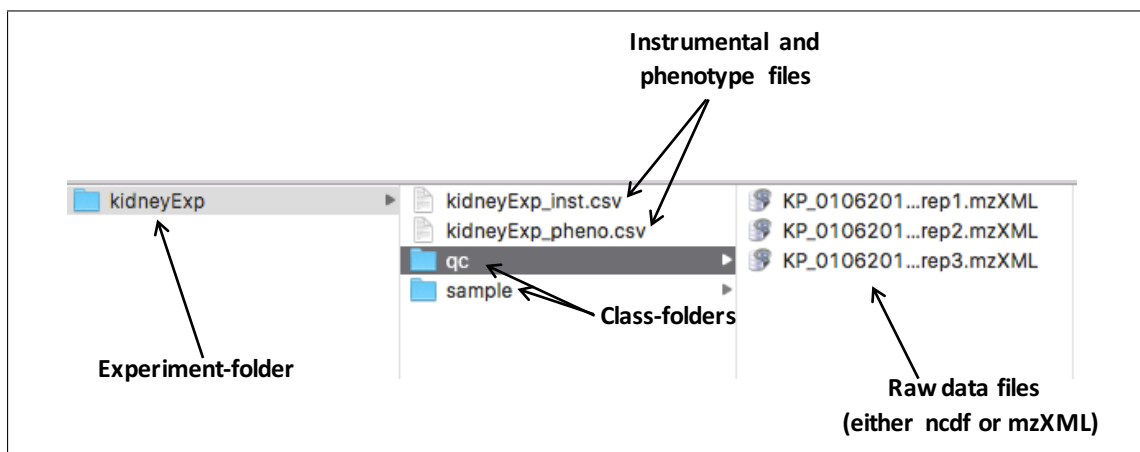 Instrumental and
phenotype files
kidneyExp
kidneyExp_inst.csv
kidneyExp_pheno.csv
qc
sample
KP_0106201...rep1.mzXML
KP_0106201...rep2.mzXML
KP_0106201...rep3.mzXML
Class-folders
Experiment-folder
Raw data files
(either ncdf or mzXML)